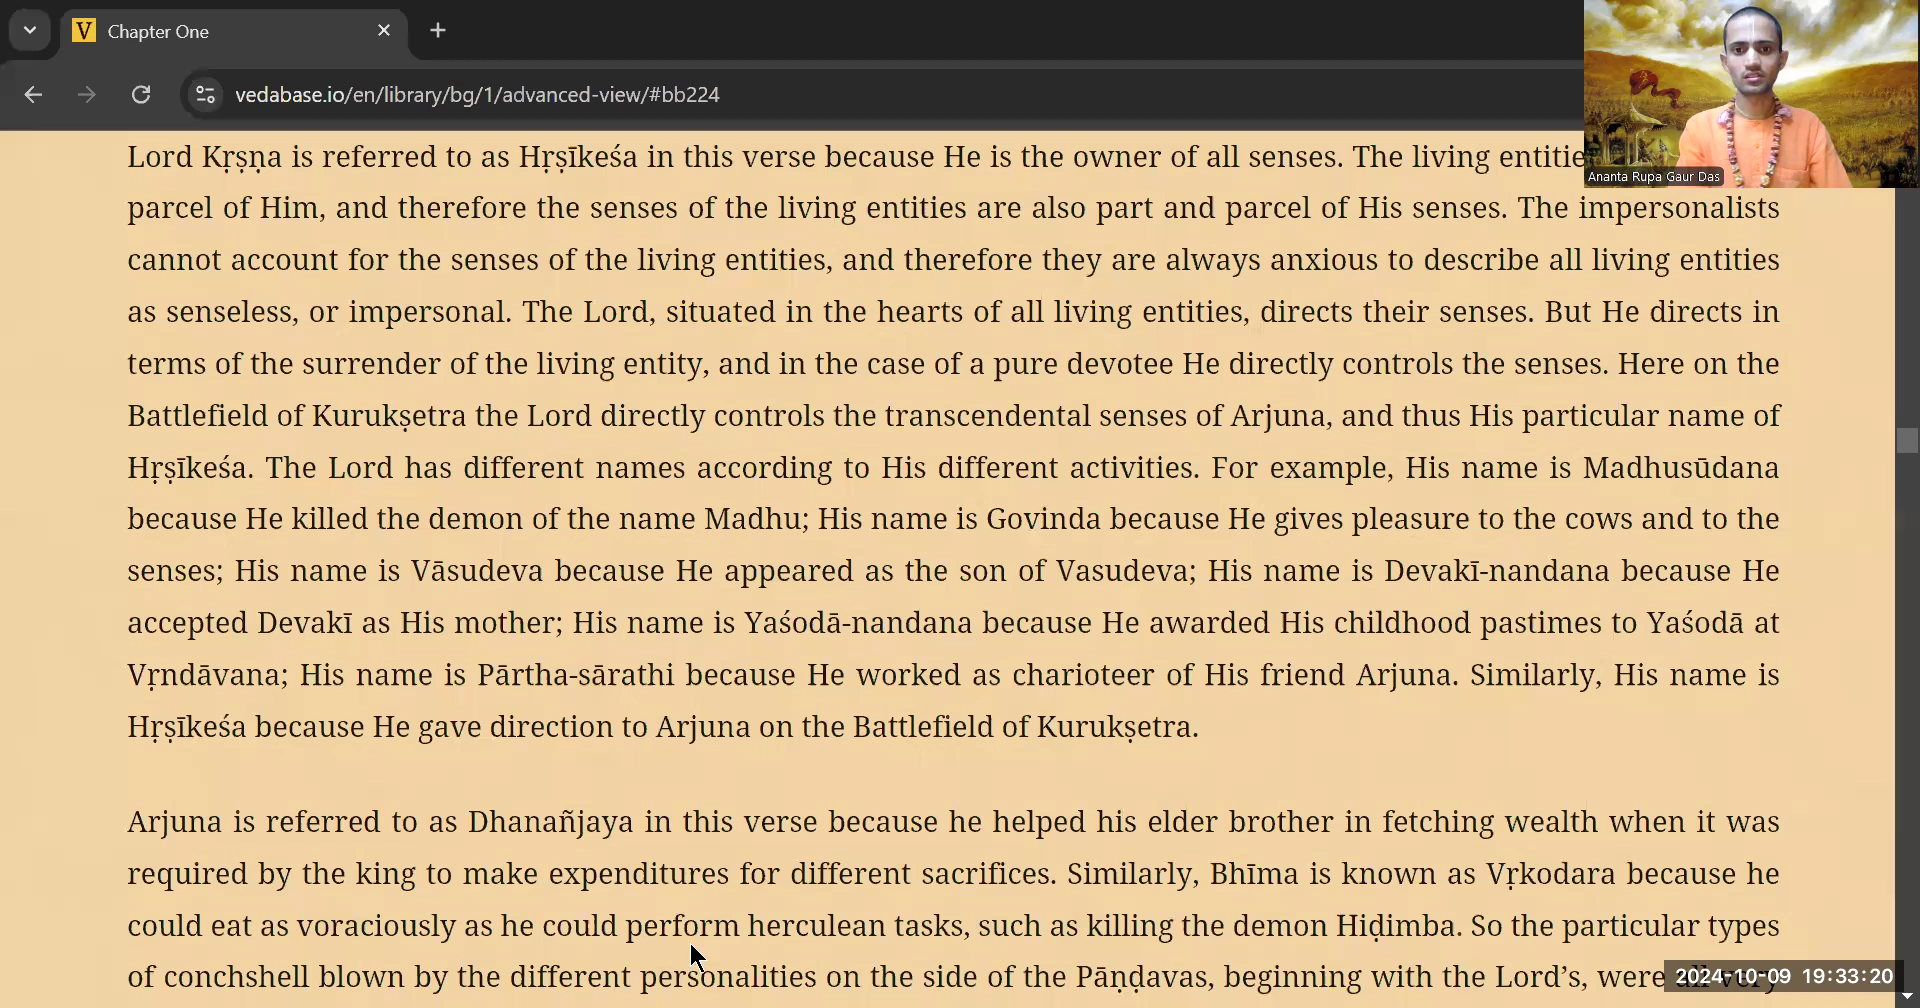 V Chapter One
vedabase.io/en/library/bg/1/advanced-view/#bb224
Ananta Rupa Gaur Das
Lord Kṛṣṇa is referred to as Hṛṣīkeśa in this verse because He is the owner of all senses. The living entitie
parcel of Him, and therefore the senses of the living entities are also part and parcel of His senses. The impersonalists
cannot account for the senses of the living entities, and therefore they are always anxious to describe all living entities
as senseless, or impersonal. The Lord, situated in the hearts of all living entities, directs their senses. But He directs in
terms of the surrender of the living entity, and in the case of a pure devotee He directly controls the senses. Here on the
Battlefield of Kurukṣetra the Lord directly controls the transcendental senses of Arjuna, and thus His particular name of
Hṛṣīkeśa. The Lord has different names according to His different activities. For example, His name is Madhusūdana
because He killed the demon of the name Madhu; His name is Govinda because He gives pleasure to the cows and to the
senses; His name is Vāsudeva because He appeared as the son of Vasudeva; His name is Devakī-nandana because He
accepted Devakī as His mother; His name is Yaśodā-nandana because He awarded His childhood pastimes to Yaśodā at
Vṛndāvana; His name is Pārtha-sārathi because He worked as charioteer of His friend Arjuna. Similarly, His name is
Hṛṣīkeśa because He gave direction to Arjuna on the Battlefield of Kurukṣetra.
Arjuna is referred to as Dhanañjaya in this verse because he helped his elder brother in fetching wealth when it was
required by the king to make expenditures for different sacrifices. Similarly, Bhīma is known as Vṛkodara because he
could eat as voraciously as he could perform herculean tasks, such as killing the demon Hiḍimba. So the particular types
of conchshell blown by the different personalities on the side of the Pāṇḍavas, beginning with the Lord's, were all very
2024-10-09 19:33:20